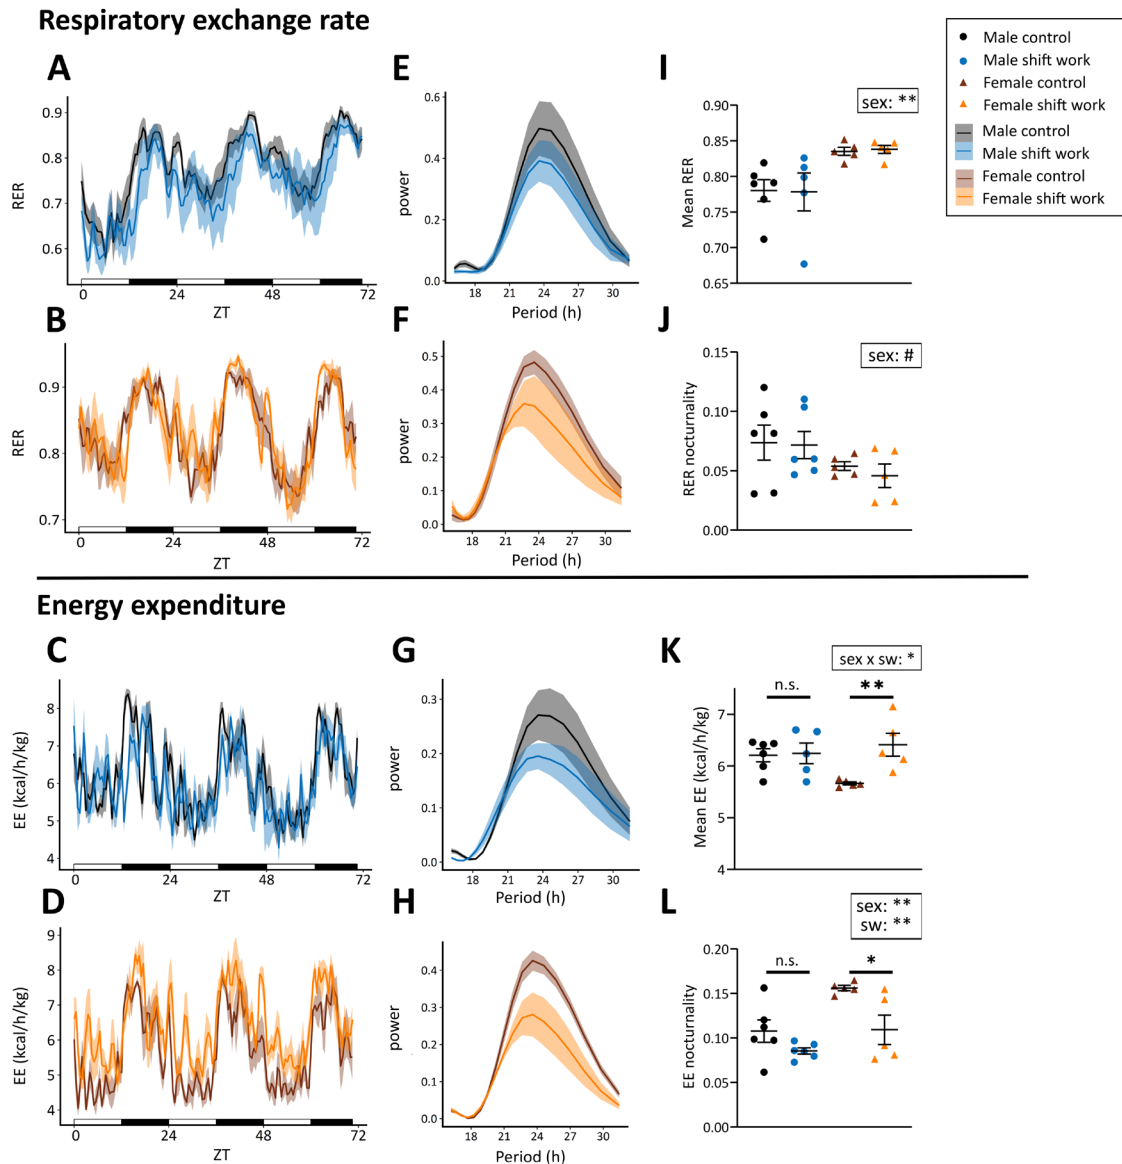 Respiratory exchange rate
Male control
Male shift work
Female control
Female shift work
Male control
Male shift work
Female control
Female shift work
A
0.9
0.8
0.7
0.6
RER
0
24
48
72
ZT
E
0.6
0.4
0.2
0.0
power
18
21
24
27
30
Period (h)
I
sex: **
0.90
0.85
0.80
0.75
0.70
0.65
Mean RER
B
0.9
0.8
0.7
RER
0
24
48
72
ZT
F
0.5
0.4
0.3
0.2
0.1
0.0
power
18
21
24
27
30
Period (h)
J
sex: #
0.15
0.10
0.05
0.00
RER nocturnality
Energy expenditure
C
8
7
6
5
4
EE (kcal/h/kg)
0
24
48
72
ZT
G
0.3
0.2
0.1
0.0
power
18
21
24
27
30
Period (h)
K
sex x sw: *
n.s.
**
7
6
5
4
Mean EE (kcal/h/kg)
D
9
8
7
6
5
4
EE (kcal/h/kg)
0
24
48
72
ZT
H
0.4
0.3
0.2
0.1
0.0
power
18
21
24
27
30
Period (h)
L
sex: **
sw: **
n.s.
*
0.20
0.15
0.10
0.05
0.00
EE nocturnality